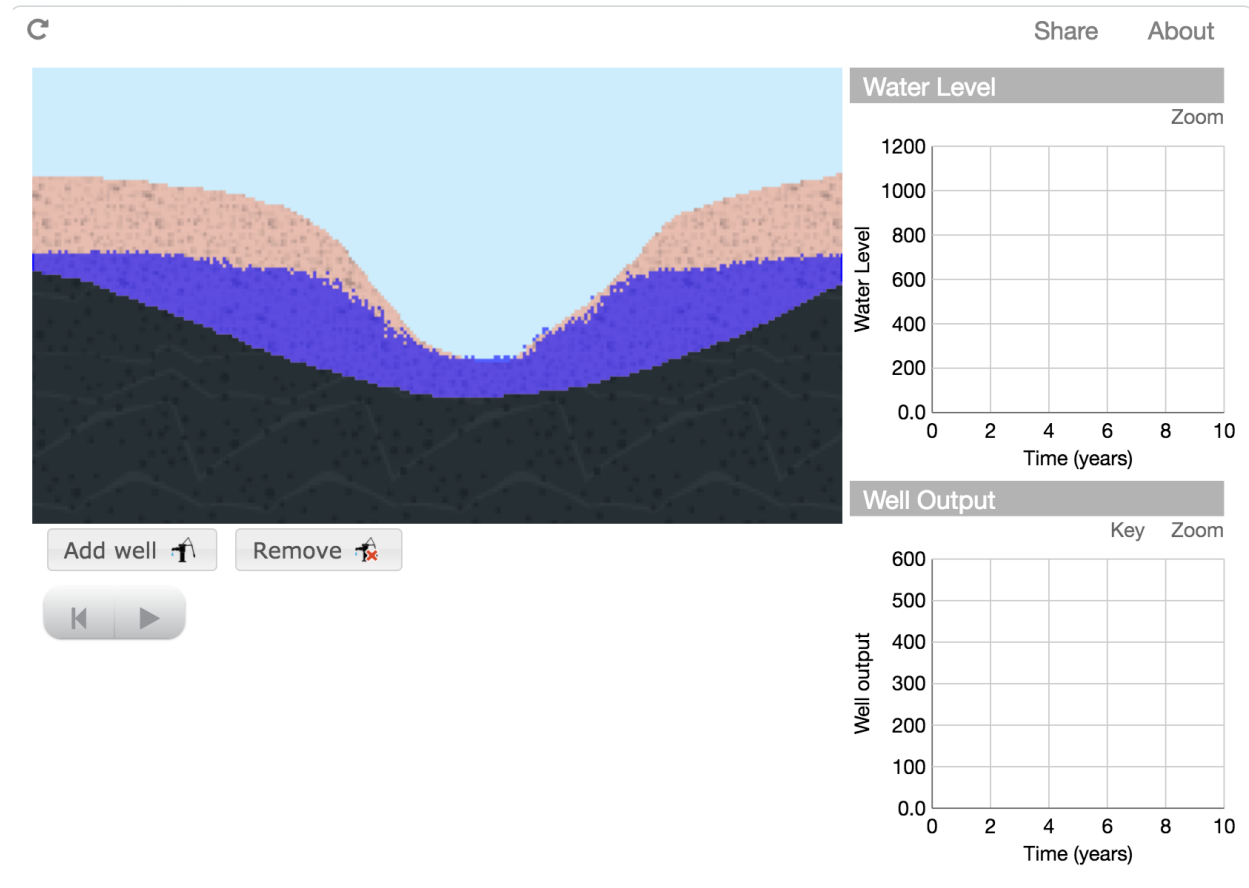 Share About
Water Level
Zoom
1200
1000
800
600
400
200
0.0
Water Level
0 2 4 6 8 10
Time (years)
Well Output
Key Zoom
600
500
400
300
200
100
0.0
Well output
0 2 4 6 8 10
Time (years)
Add well Remove